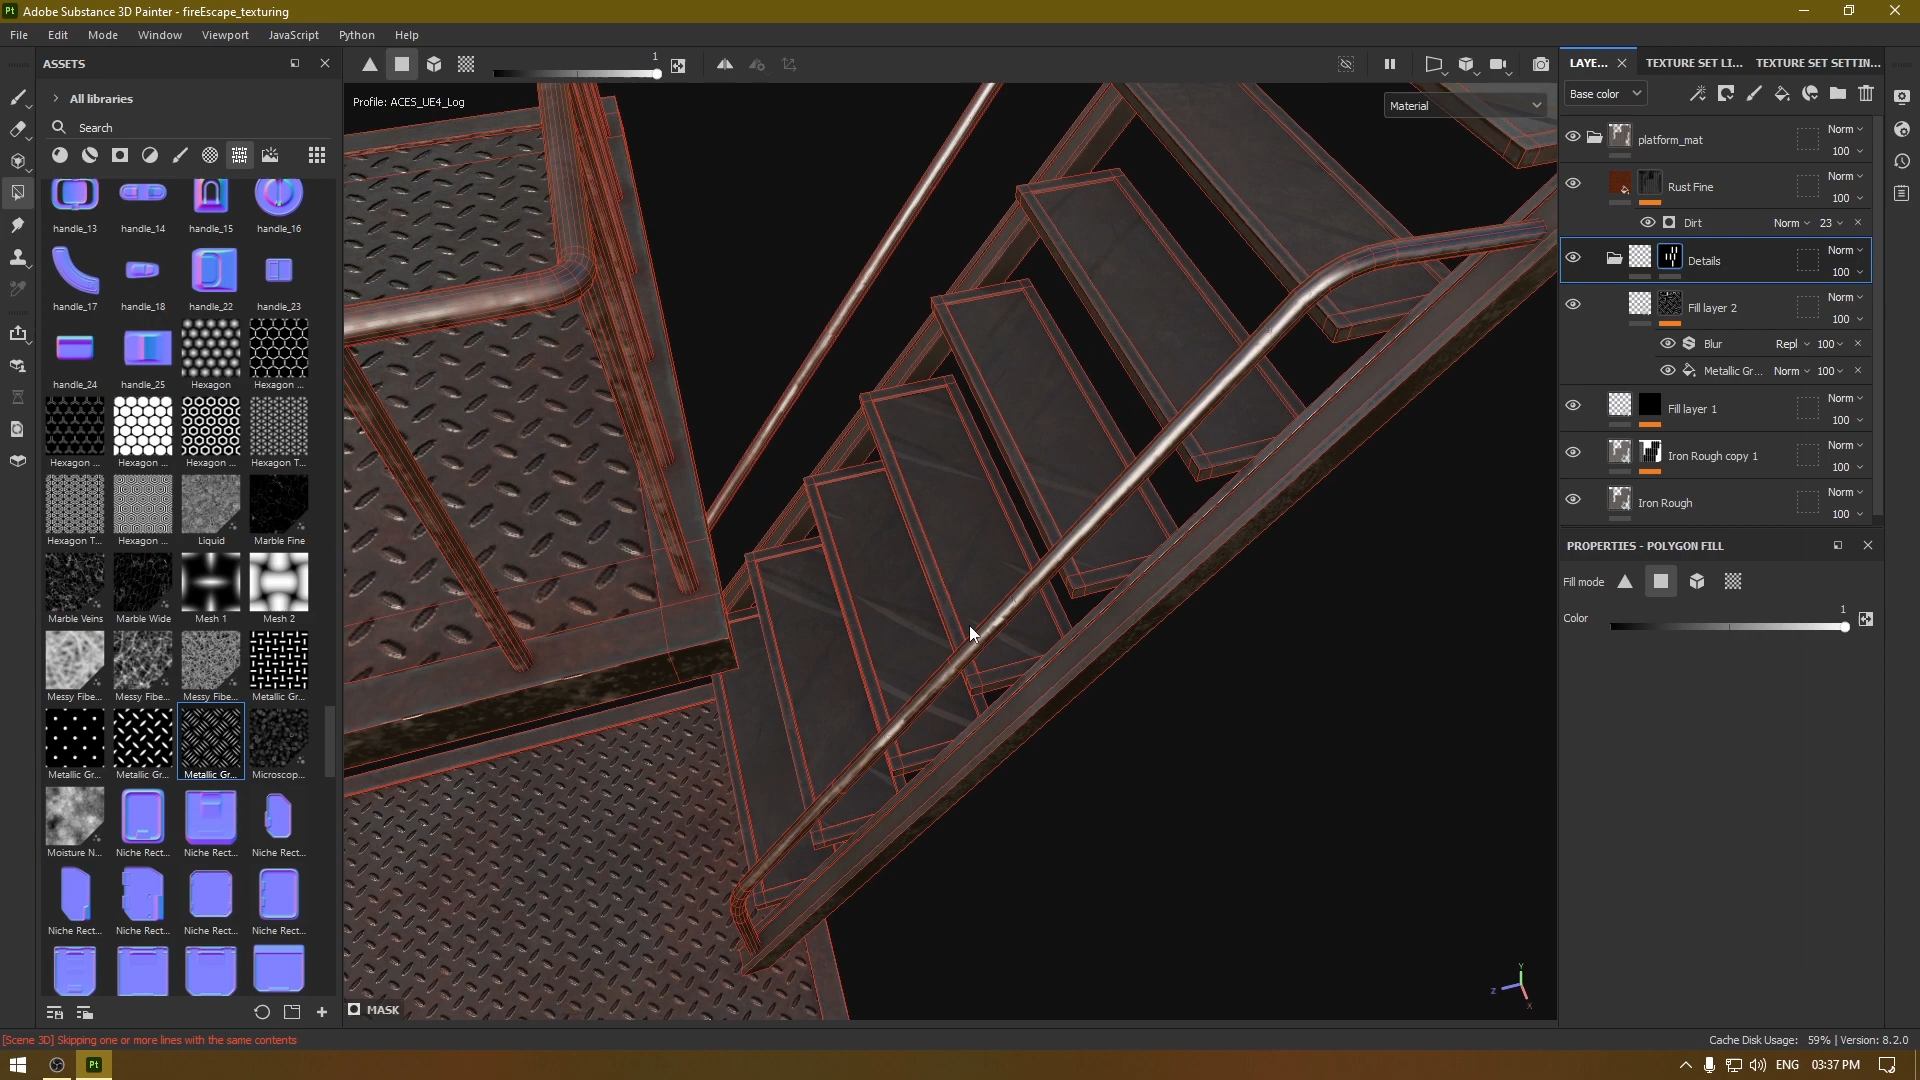 Adobe Substance 3D Painter - fireEscape_texturing
File Edit Mode Window Viewport JavaScript Python Help
ASSETS
All libraries
Search
handle_13 handle_14 handle_15 handle_16
handle_17 handle_18 handle_22 handle_23
handle_24 handle_25 Hexagon Hexagon ...
Hexagon ... Hexagon ... Hexagon ... Hexagon T...
Hexagon T... Hexagon ... Liquid Marble Fine
Marble Veins Marble Wide Mesh 1 Mesh 2
Messy Fibe... Messy Fibe... Messy Fibe... Metallic Gr...
Metallic Gr... Metallic Gr... Metallic Gr... Microscop...
Moisture N... Niche Rect... Niche Rect... Niche Rect...
Niche Rect... Niche Rect... Niche Rect... Niche Rect...
1
Profile: ACES_UE4_Log
Material
MASK
Y
Z
X
LAYE... TEXTURE SET LI... TEXTURE SET SETTIN...
Base color
platform_mat Norm
100
Rust Fine Norm
100
Dirt Norm 23
Details Norm
100
Fill layer 2 Norm
100
Blur Repl 100
Metallic Gr... Norm 100
Fill layer 1 Norm
100
Iron Rough copy 1 Norm
100
Iron Rough Norm
100
PROPERTIES - POLYGON FILL
Fill mode
Color 1
[Scene 3D] Skipping one or more lines with the same contents
Cache Disk Usage: 59% | Version: 8.2.0
Pt
ENG 03:37 PM